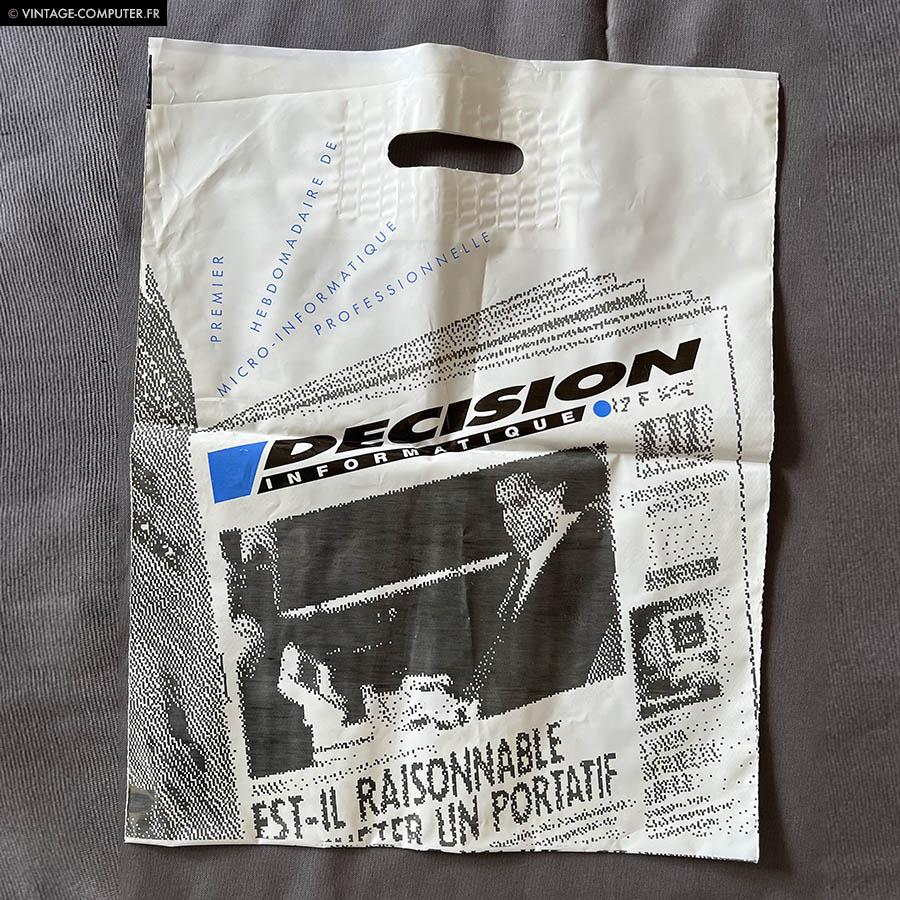 © VINTAGE-COMPUTER.FR
PREMIER
HEBDOMADAIRE DE
MICRO-INFORMATIQUE
PROFESSIONNELLE
DECISION
INFORMATIQUE
EST-IL RAISONNABLE
UN PORTATIF